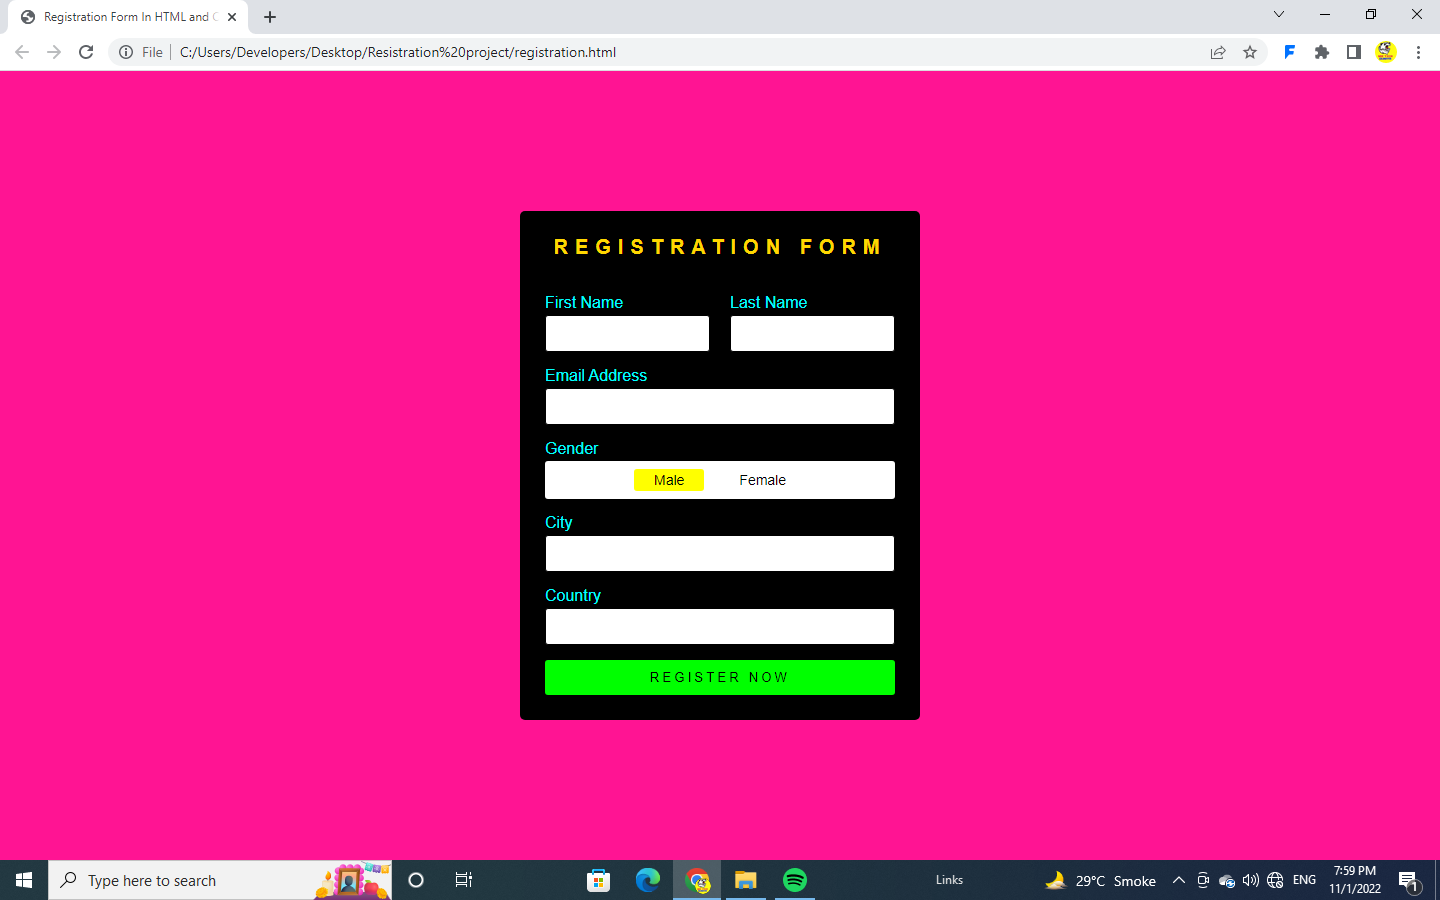 Registration Form In HTML and C
File
C:/Users/Developers/Desktop/Resistration%20project/registration.html
F
REGISTRATION FORM
First Name Last Name
Email Address
Gender
Male Female
City
Country
REGISTER NOW
Type here to search
Links
29°C Smoke
ENG
7:59 PM
11/1/2022
1